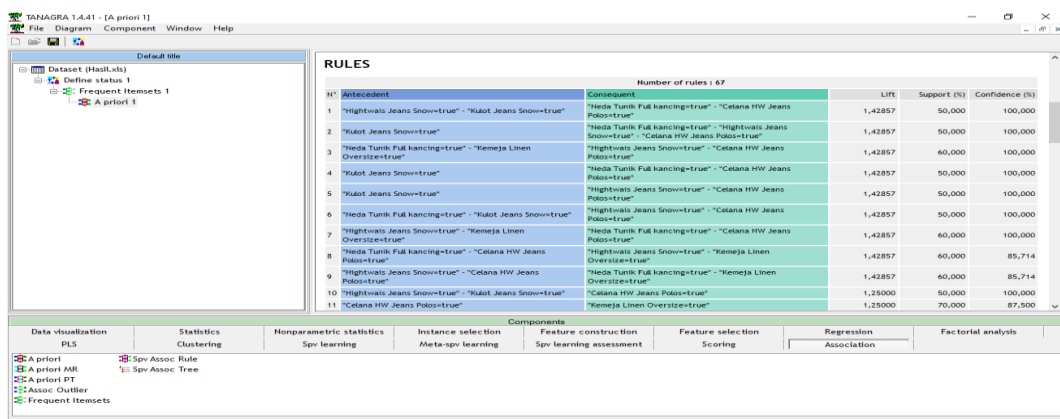 TANAGRA 1.4.41 - [A priori 1]
File Diagram Component Window Help
Default title
Dataset (Hasil.xls)
Define status 1
Frequent Itemsets 1
A priori 1
RULES
Number of rules : 67
N° Antecedent Consequent Lift Support (%) Confidence (%)
1 "Hightwais Jeans Snow=true" - "Kulot Jeans Snow=true" "Neda Tunik Full kancing=true" - "Celana HW Jeans Polos=true" 1,42857 50,000 100,000
2 "Kulot Jeans Snow=true" "Neda Tunik Full kancing=true" - "Hightwais Jeans Snow=true" - "Celana HW Jeans Polos=true" 1,42857 50,000 100,000
3 "Neda Tunik Full kancing=true" - "Kemeja Linen Oversize=true" "Hightwais Jeans Snow=true" - "Celana HW Jeans Polos=true" 1,42857 60,000 100,000
4 "Kulot Jeans Snow=true" "Neda Tunik Full kancing=true" - "Celana HW Jeans Polos=true" 1,42857 50,000 100,000
5 "Kulot Jeans Snow=true" "Hightwais Jeans Snow=true" - "Celana HW Jeans Polos=true" 1,42857 50,000 100,000
6 "Neda Tunik Full kancing=true" - "Kulot Jeans Snow=true" "Hightwais Jeans Snow=true" - "Celana HW Jeans Polos=true" 1,42857 50,000 100,000
7 "Hightwais Jeans Snow=true" - "Kemeja Linen Oversize=true" "Neda Tunik Full kancing=true" - "Celana HW Jeans Polos=true" 1,42857 60,000 100,000
8 "Neda Tunik Full kancing=true" - "Celana HW Jeans Polos=true" "Hightwais Jeans Snow=true" - "Kemeja Linen Oversize=true" 1,42857 60,000 85,714
9 "Hightwais Jeans Snow=true" - "Celana HW Jeans Polos=true" "Neda Tunik Full kancing=true" - "Kemeja Linen Oversize=true" 1,42857 60,000 85,714
10 "Hightwais Jeans Snow=true" - "Kulot Jeans Snow=true" "Celana HW Jeans Polos=true" 1,25000 50,000 100,000
11 "Celana HW Jeans Polos=true" "Kemeja Linen Oversize=true" 1,25000 70,000 87,500
Components
Data visualization Statistics Nonparametric statistics Instance selection Feature construction Feature selection Regression Factorial analysis
PLS Clustering Spv learning Meta-spv learning Spv learning assessment Scoring Association
A priori Spv Assoc Rule
A priori MR Spv Assoc Tree
A priori PT
Assoc Outlier
Frequent Itemsets